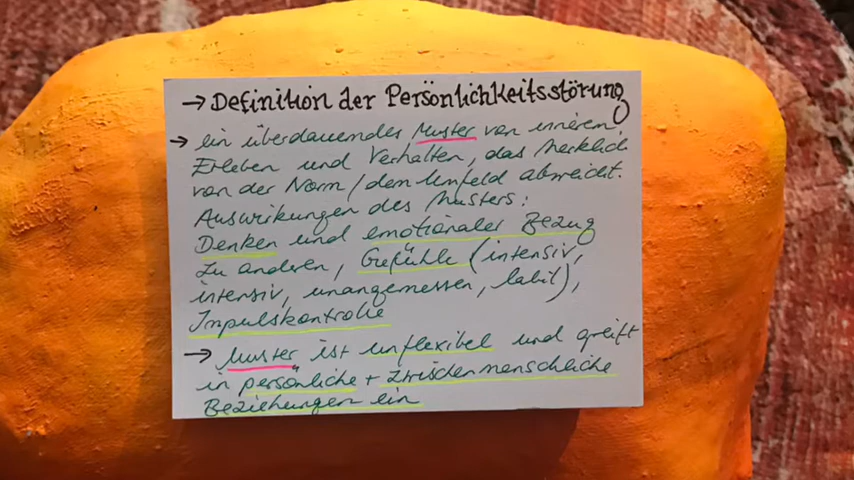 → Definition der Persönlichkeitsstörung
→ ein überdauerndes Muster von innerem
Erleben und Verhalten, das merklich
von der Norm / dem Umfeld abweicht.
Auswirkungen des Musters:
Denken und emotionaler Bezug
zu anderen, Gefühle (intensiv,
intensiv, unangemessen, labil),
Impulskontrolle
→ Muster ist unflexibel und greift
in persönliche + zwischenmenschliche
Beziehungen ein